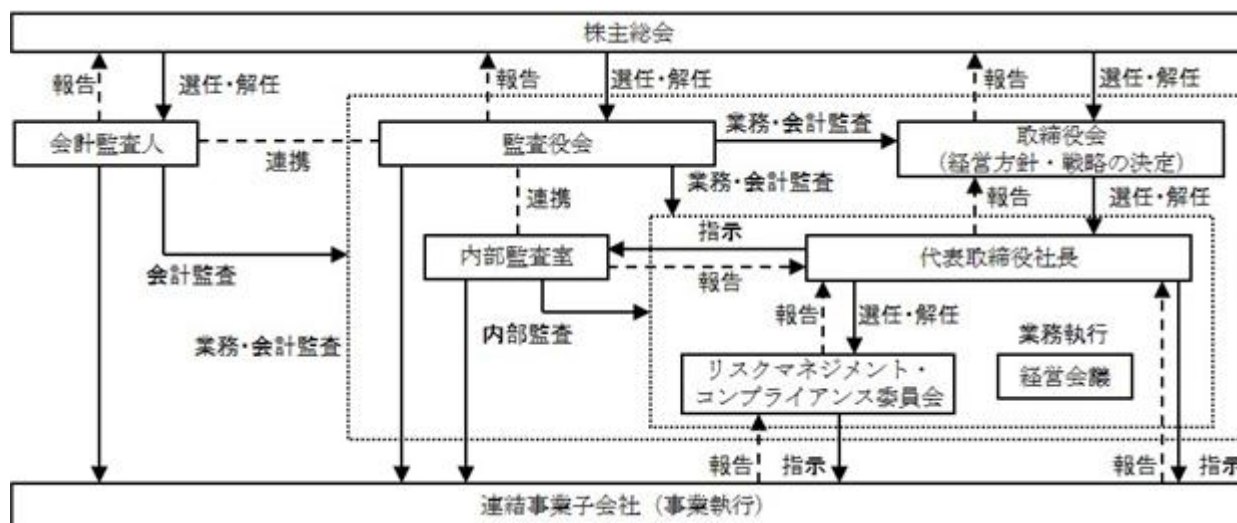 株主総会
報告
選任・解任
報告
選任・解任
報告
選任・解任
会計監査人
連携
監査役会
業務・会計監査
取締役会
(経営方針・戦略の決定)
業務・会計監査
連携
報告
選任・解任
指示
内部監査室
代表取締役社長
報告
会計監査
内部監査
報告
選任・解任
業務執行
業務・会計監査
リスクマネジメント・
コンプライアンス委員会
経営会議
報告
指示
報告
指示
連結事業子会社（事業執行）